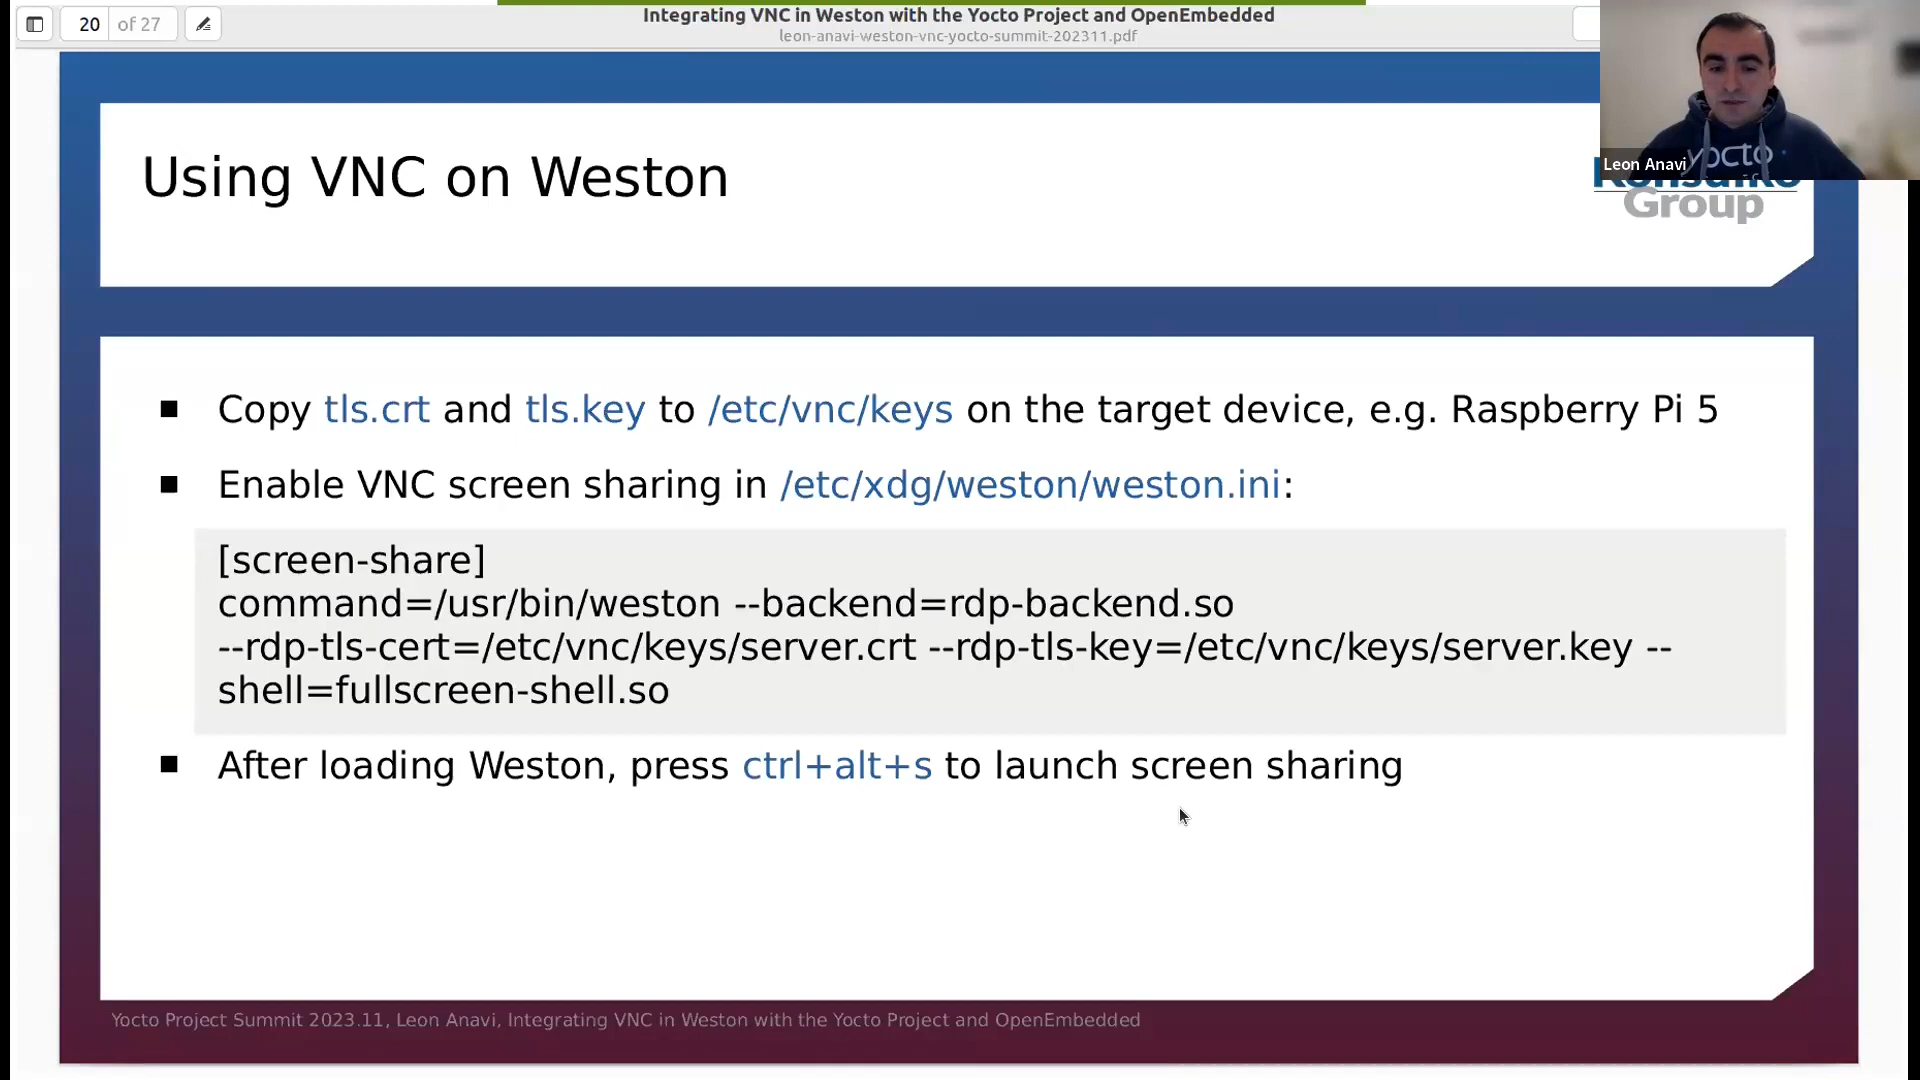 20 of 27
Integrating VNC in Weston with the Yocto Project and OpenEmbedded
leon-anavi-weston-vnc-yocto-summit-202311.pdf
yocto
Leon Anavi
Using VNC on Weston
Group
Copy tls.crt and tls.key to /etc/vnc/keys on the target device, e.g. Raspberry Pi 5
Enable VNC screen sharing in /etc/xdg/weston/weston.ini:
[screen-share]
command=/usr/bin/weston --backend=rdp-backend.so
--rdp-tls-cert=/etc/vnc/keys/server.crt --rdp-tls-key=/etc/vnc/keys/server.key --
shell=fullscreen-shell.so
After loading Weston, press ctrl+alt+s to launch screen sharing
Yocto Project Summit 2023.11, Leon Anavi, Integrating VNC in Weston with the Yocto Project and OpenEmbedded